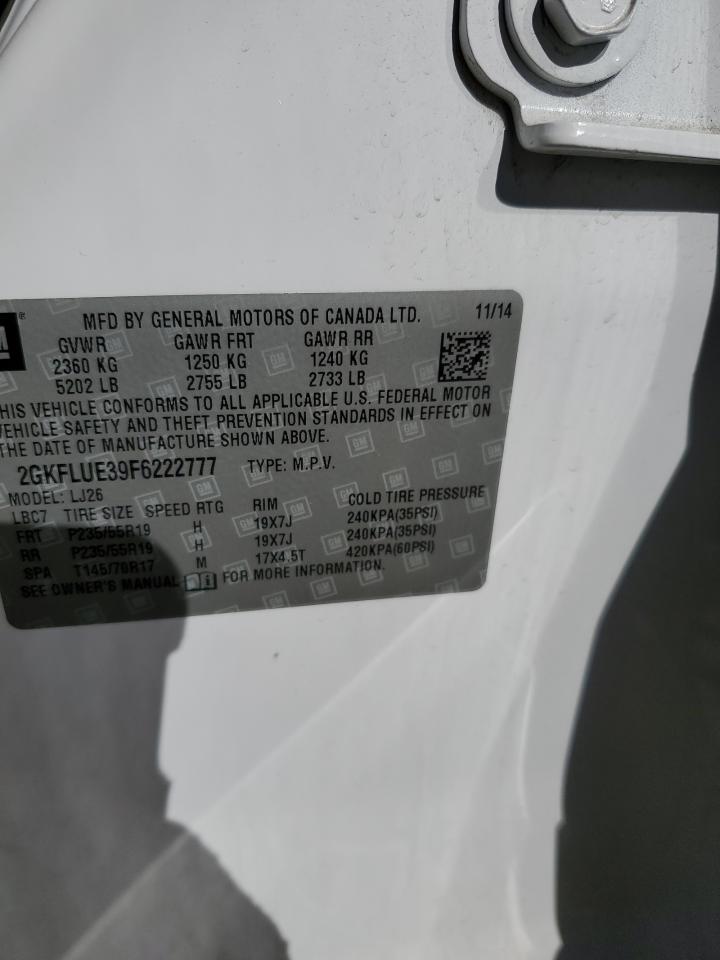 GM®
MFD BY GENERAL MOTORS OF CANADA LTD. 11/14
GVWR GAWR FRT GAWR RR
2360 KG 1250 KG 1240 KG
5202 LB 2755 LB 2733 LB
THIS VEHICLE CONFORMS TO ALL APPLICABLE U.S. FEDERAL MOTOR
VEHICLE SAFETY AND THEFT PREVENTION STANDARDS IN EFFECT ON
THE DATE OF MANUFACTURE SHOWN ABOVE.
2GKFLUE39F6222777 TYPE: M.P.V.
MODEL: LJ26
LBC7 TIRE SIZE SPEED RTG RIM COLD TIRE PRESSURE
FRT P235/55R19 H 19X7J 240KPA(35PSI)
RR P235/55R19 H 19X7J 240KPA(35PSI)
SPA T145/70R17 M 17X4.5T 420KPA(60PSI)
SEE OWNER'S MANUAL FOR MORE INFORMATION.